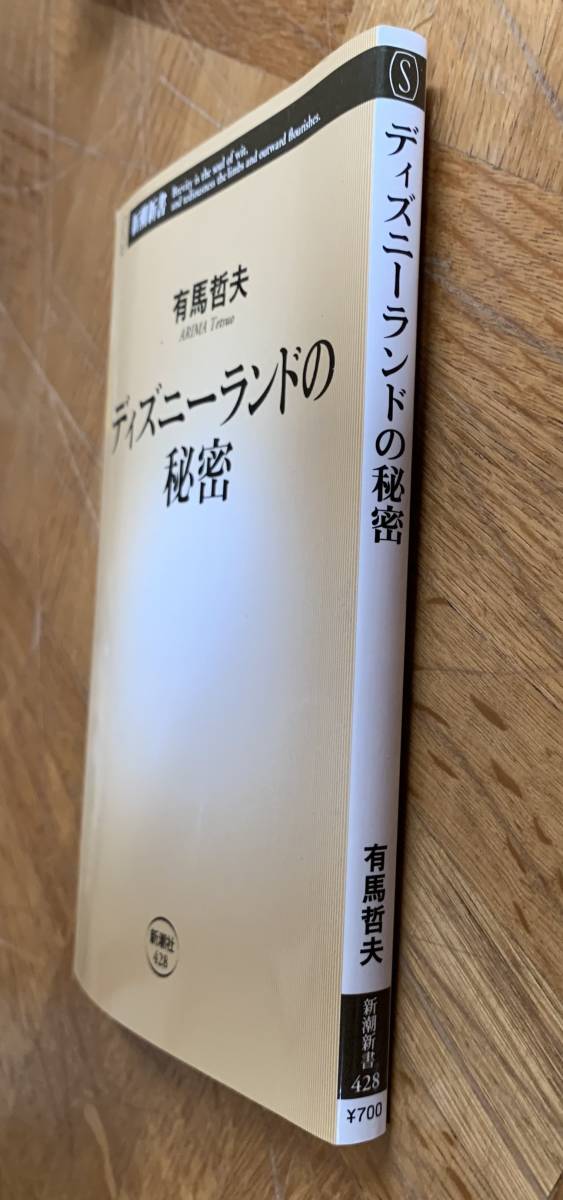 新潮新書
Brevity is the soul of wit,
and tediousness the limbs and outward flourishes.
有馬哲夫
ARIMA Tetsuo
ディズニーランドの
秘密
新潮社
428
S
ディズニーランドの秘密
有馬哲夫
新潮新書
428
¥700